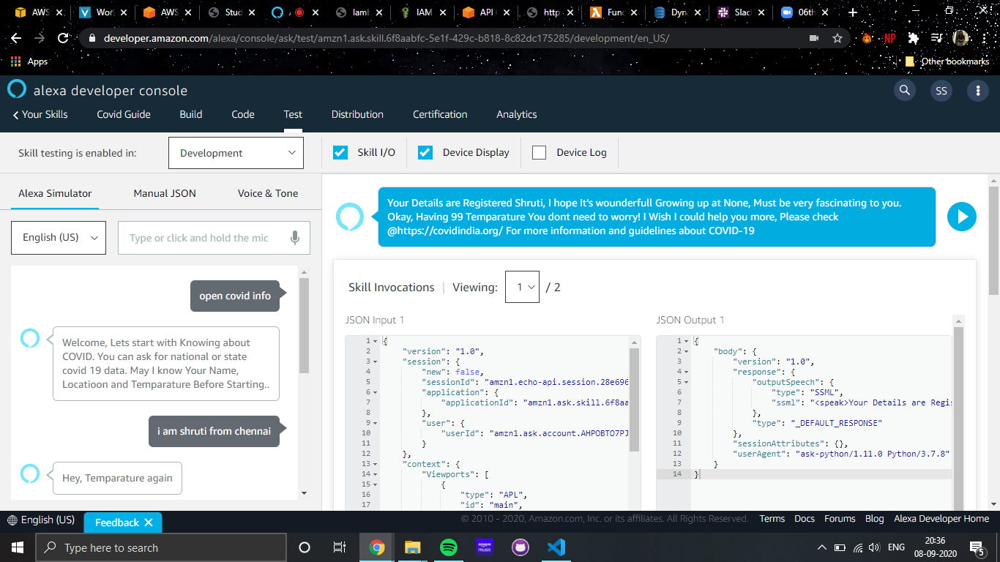 AWS
Worl
AWS
Stud
lamb
IAM
API
http
Func
Dyna
Slac
06th
developer.amazon.com/alexa/console/ask/test/amzn1.ask.skill.6f8aabfc-5e1f-429c-b818-8c82dc175285/development/en_US/
NP
Apps
Other bookmarks
alexa developer console
SS
Your Skills
Covid Guide
Build
Code
Test
Distribution
Certification
Analytics
Skill testing is enabled in:
Development
Skill I/O
Device Display
Device Log
Alexa Simulator
Manual JSON
Voice & Tone
English (US)
Type or click and hold the mic
open covid info
Welcome, Lets start with Knowing about
COVID. You can ask for national or state
covid 19 data. May I know Your Name,
Locatioon and Temparature Before Starting..
i am shruti from chennai
Hey, Temparature again
Your Details are Registered Shruti, I hope It's wounderfull Growing up at None, Must be very fascinating to you.
Okay, Having 99 Temparature You dont need to worry! I Wish I could help you more, Please check
@https://covidindia.org/ For more information and guidelines about COVID-19
Skill Invocations | Viewing: 1 / 2
JSON Input 1
1 {
2 "version": "1.0",
3 "session": {
4 "new": false,
5 "sessionId": "amzn1.echo-api.session.28e696
6 "application": {
7 "applicationId": "amzn1.ask.skill.6f8aa
8 },
9 "user": {
10 "userId": "amzn1.ask.account.AHPOBTO7PJ
11 }
12 },
13 "context": {
14 "Viewports": [
15 {
16 "type": "APL",
17 "id": "main",
JSON Output 1
1 {
2 "body": {
3 "version": "1.0",
4 "response": {
5 "outputSpeech": {
6 "type": "SSML",
7 "ssml": "<speak>Your Details are Regis
8 },
9 "type": "_DEFAULT_RESPONSE"
10 },
11 "sessionAttributes": {},
12 "userAgent": "ask-python/1.11.0 Python/3.7.8"
13 }
14 }
English (US)
Feedback
© 2010 - 2020, Amazon.com, Inc. or its affiliates. All Rights Reserved.
Terms
Docs
Forums
Blog
Alexa Developer Home
Type here to search
amazon
music
ENG
20:36
08-09-2020
5